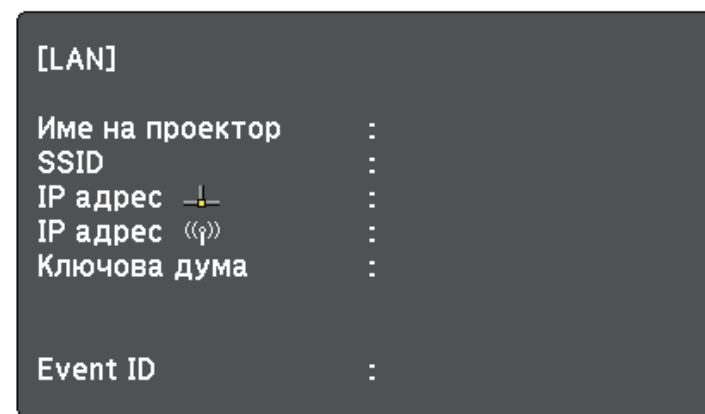 [LAN]
Име на проектор :
SSID :
IP адрес :
IP адрес :
Ключова дума :
Event ID :